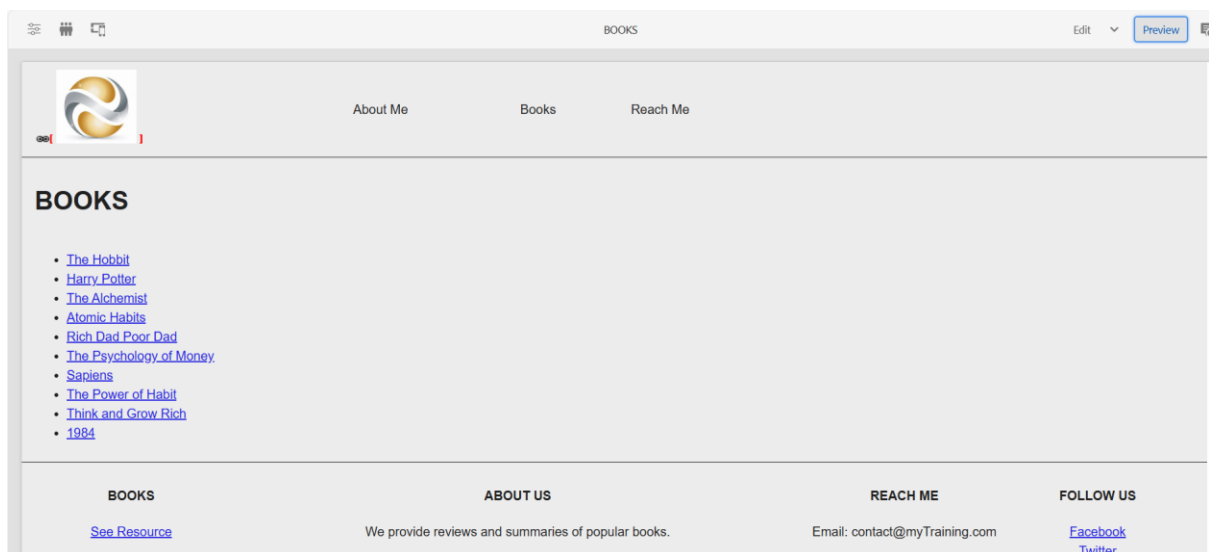 BOOKS
Edit Preview
[ ]
About Me Books Reach Me
BOOKS
• The Hobbit
• Harry Potter
• The Alchemist
• Atomic Habits
• Rich Dad Poor Dad
• The Psychology of Money
• Sapiens
• The Power of Habit
• Think and Grow Rich
• 1984
BOOKS ABOUT US REACH ME FOLLOW US
See Resource We provide reviews and summaries of popular books. Email: contact@myTraining.com Facebook
Twitter